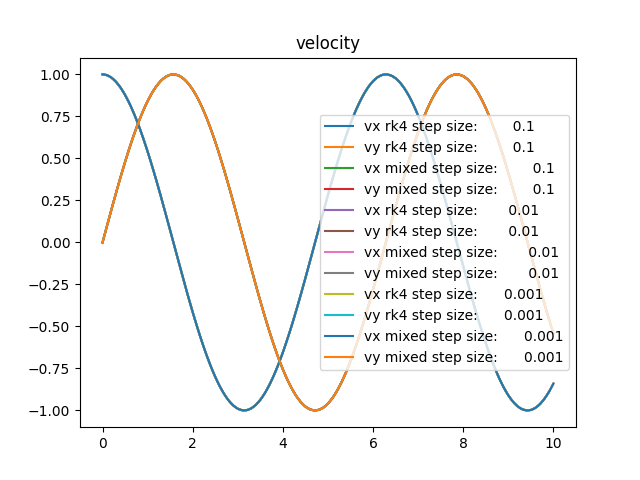 velocity
1.00
0.75
0.50
0.25
0.00
−0.25
−0.50
−0.75
−1.00
vx rk4 step size: 0.1
vy rk4 step size: 0.1
vx mixed step size: 0.1
vy mixed step size: 0.1
vx rk4 step size: 0.01
vy rk4 step size: 0.01
vx mixed step size: 0.01
vy mixed step size: 0.01
vx rk4 step size: 0.001
vy rk4 step size: 0.001
vx mixed step size: 0.001
vy mixed step size: 0.001
0 2 4 6 8 10